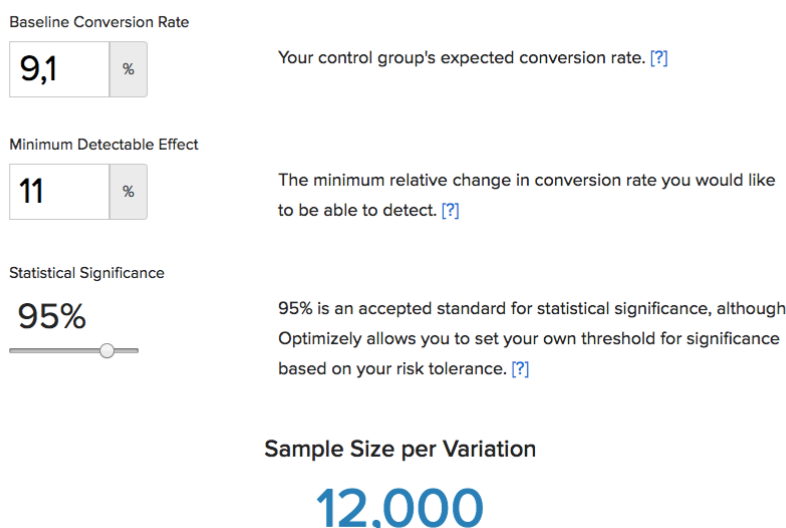 Baseline Conversion Rate
9,1 %
Your control group's expected conversion rate. [?]
Minimum Detectable Effect
11 %
The minimum relative change in conversion rate you would like
to be able to detect. [?]
Statistical Significance
95%
95% is an accepted standard for statistical significance, although
Optimizely allows you to set your own threshold for significance
based on your risk tolerance. [?]
Sample Size per Variation
12,000